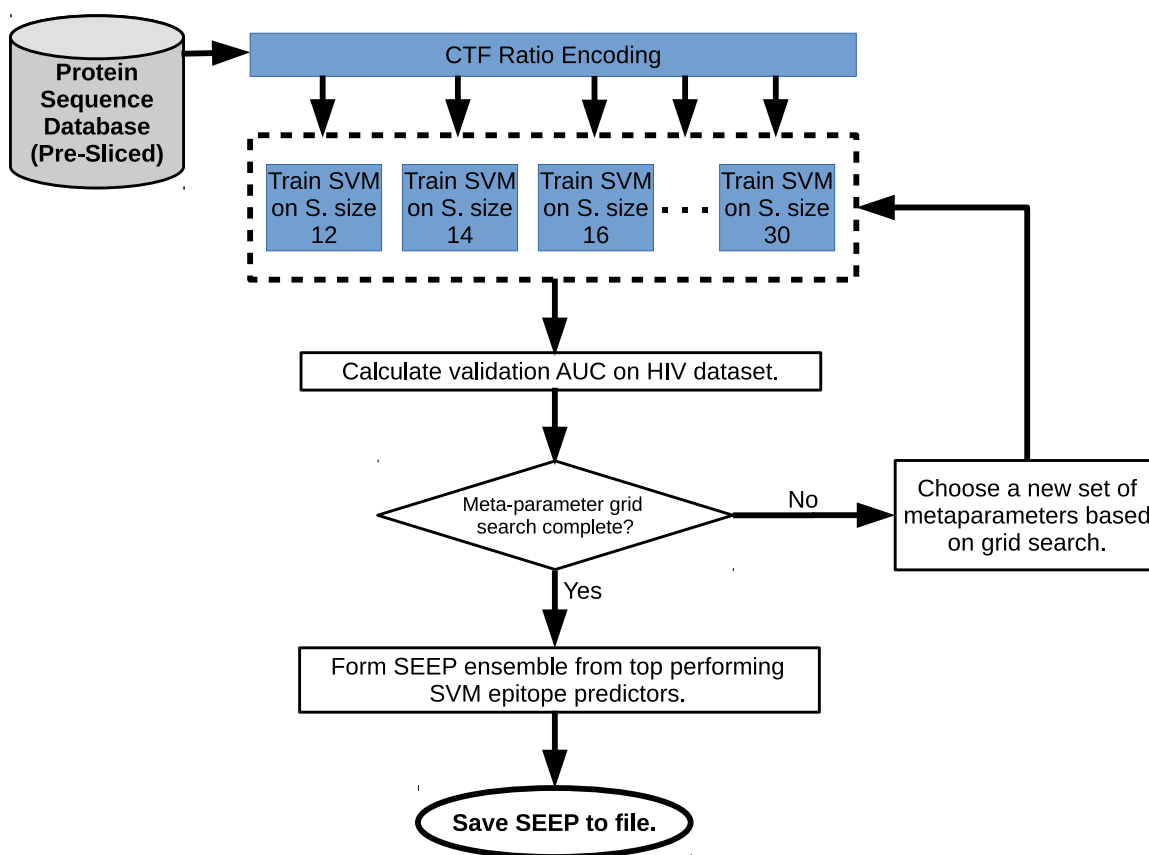 Protein
Sequence
Database
(Pre-Sliced)
CTF Ratio Encoding
Train SVM
on S. size
12
Train SVM
on S. size
14
Train SVM
on S. size
16
. . . .
Train SVM
on S. size
30
Calculate validation AUC on HIV dataset.
Meta-parameter grid
search complete?
No
Choose a new set of
metaparameters based
on grid search.
Yes
Form SEEP ensemble from top performing
SVM epitope predictors.
Save SEEP to file.